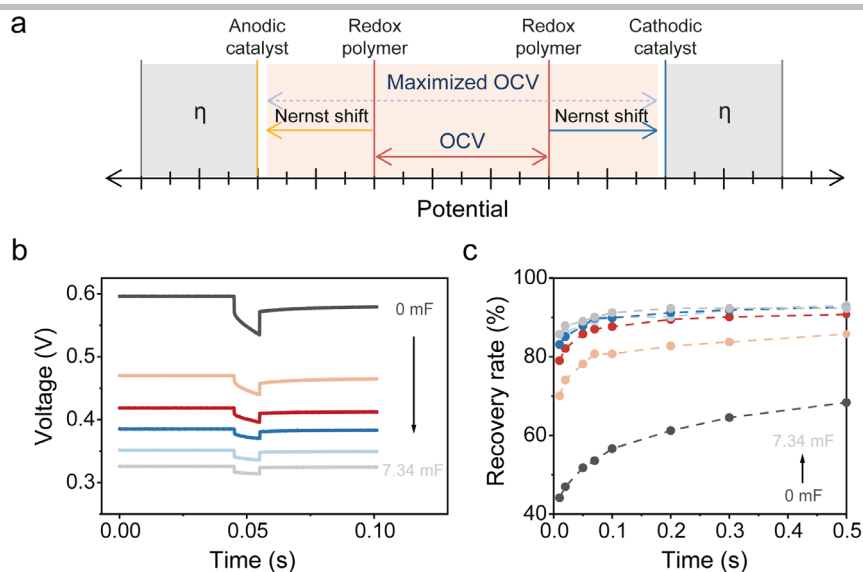 a
Anodic
catalyst
Redox
polymer
Redox
polymer
Cathodic
catalyst
η
Maximized OCV
Nernst shift
Nernst shift
OCV
η
Potential
b
Voltage (V)
0.6
0.5
0.4
0.3
0 mF
7.34 mF
0.00
0.05
0.10
Time (s)
c
Recovery rate (%)
100
80
60
40
7.34 mF
0 mF
0.0
0.1
0.2
0.3
0.4
0.5
Time (s)